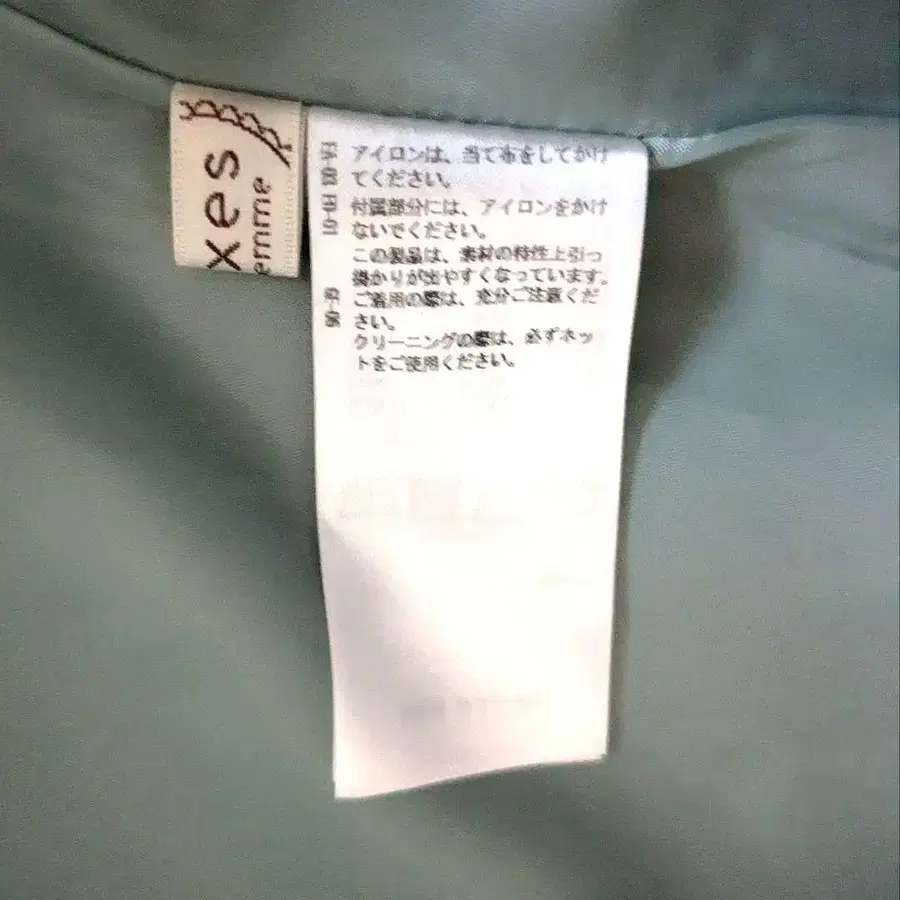 xes
emme
アイロンは、当て布をしてかけ
てください。
付属部分には、アイロンをかけ
ないでください。
この製品は、素材の特性上引っ
掛かりが出やすくなっています。
ご着用の際は、充分ご注意くだ
さい。
クリーニングの際は、必ずネッ
トをご使用ください。